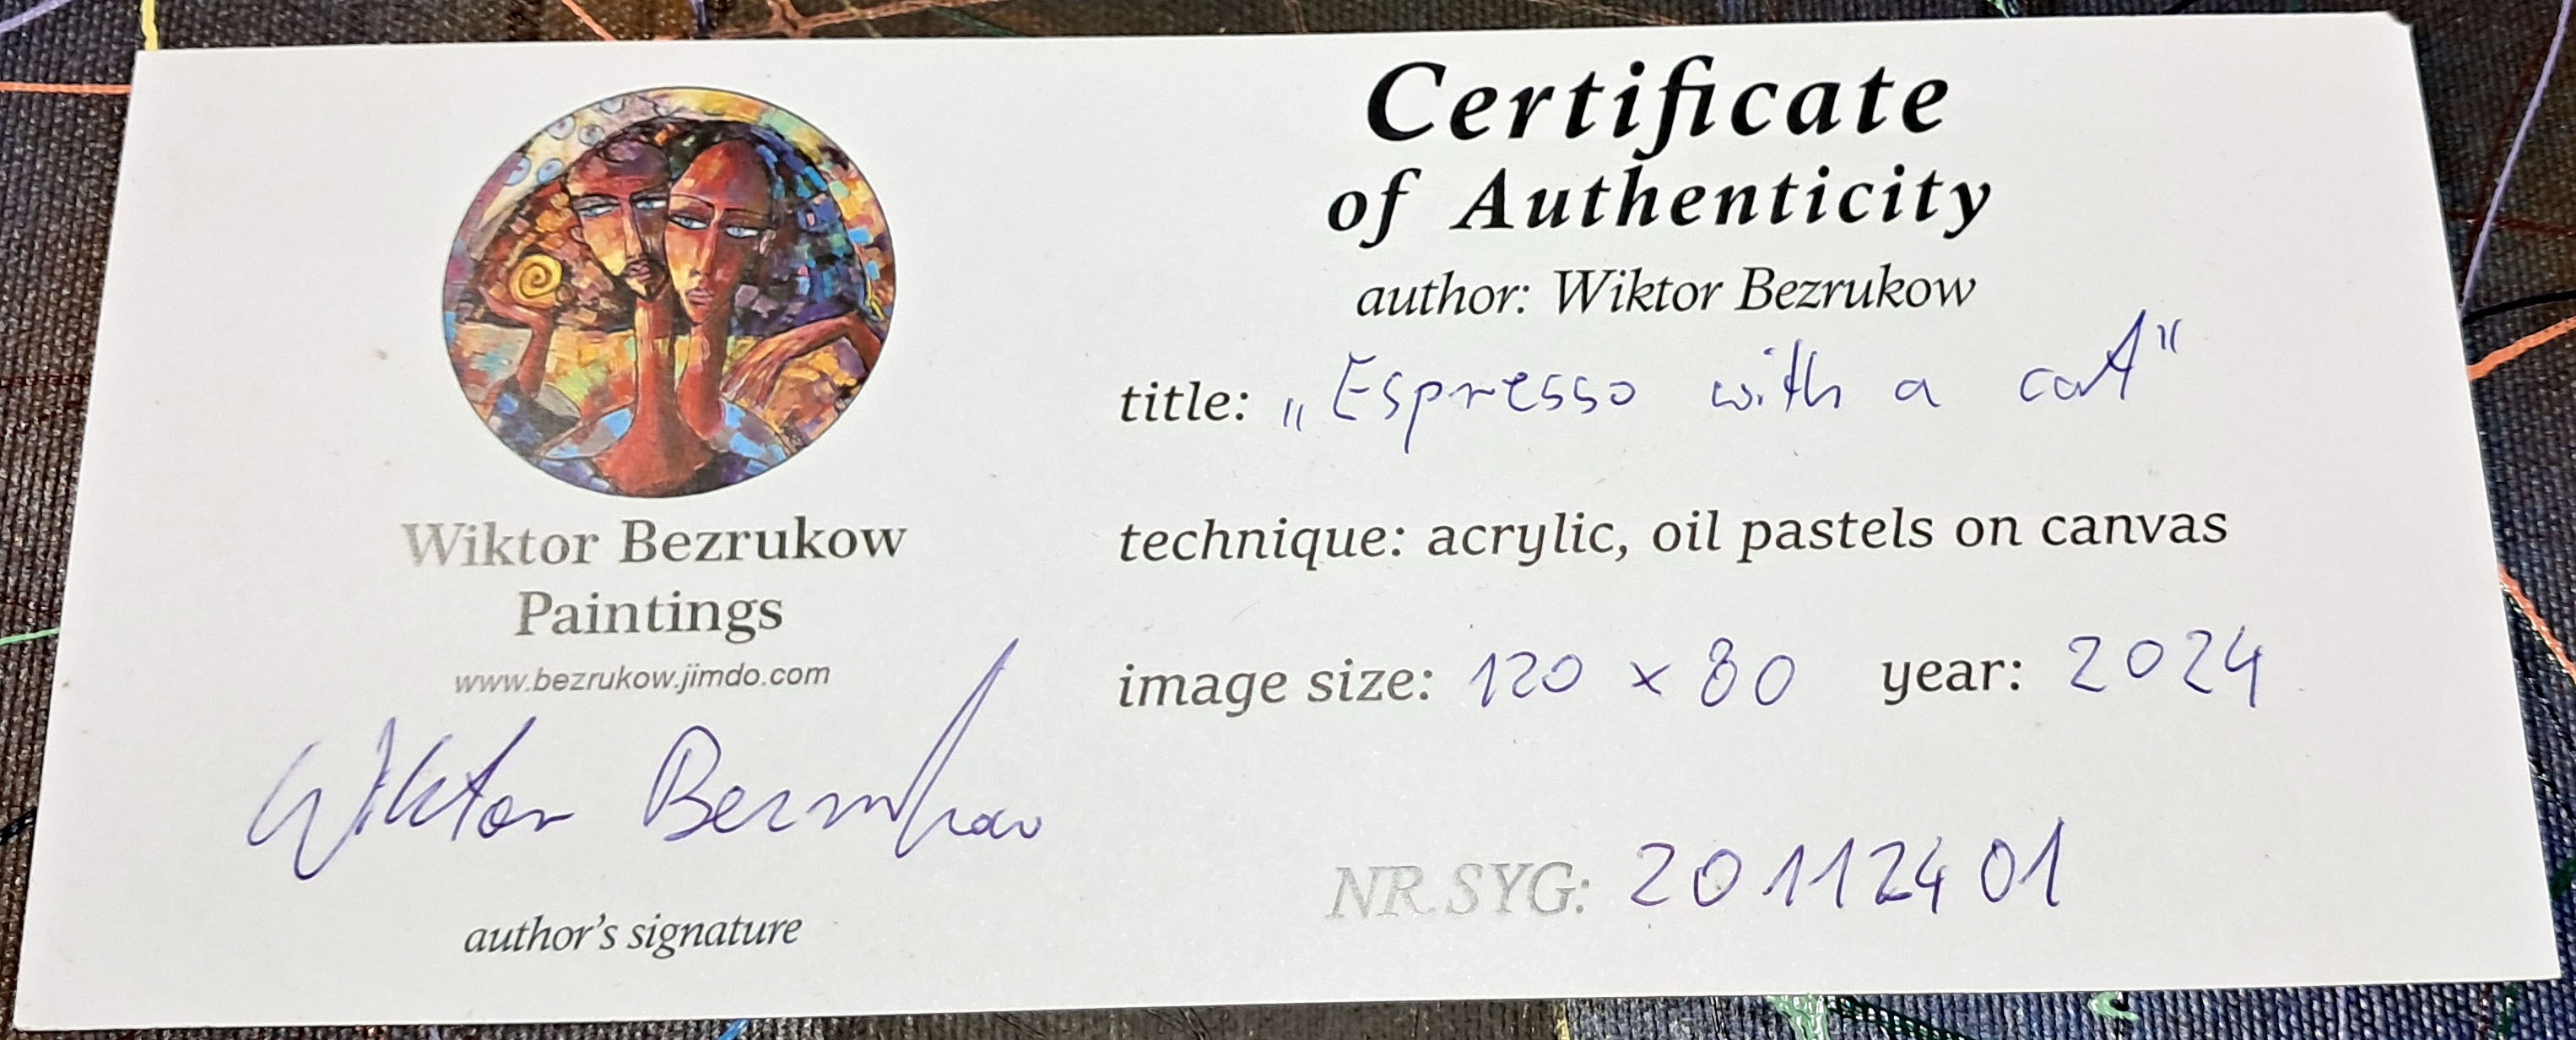 Wiktor Bezrukow
Paintings
www.bezrukow.jimdo.com
Wiktor Bezrukow
author's signature
Certificate
of Authenticity
author: Wiktor Bezrukow
title: „Espresso with a cat"
technique: acrylic, oil pastels on canvas
image size: 120 x 80 year: 2024
NR.SYG: 20112401